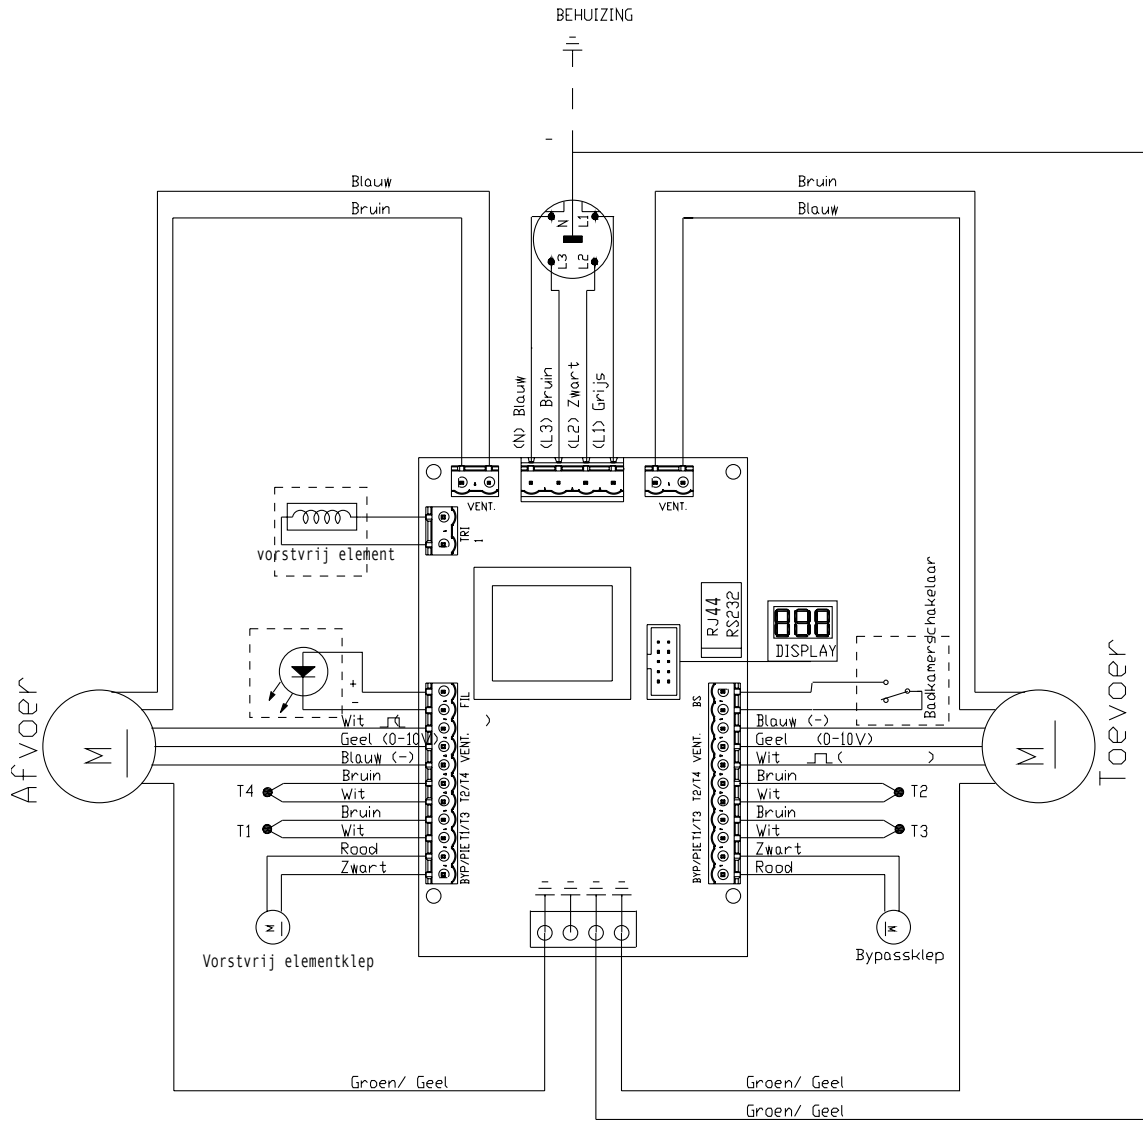 BEHUIZING
Blauw
Bruin
Bruin
Blauw
N
L1
L3
L2
(N) Blauw
(L3) Bruin
(L2) Zwart
(L1) Grijs
VENT.
VENT.
TRI
1
vorstvrij element
RJ44
RS232
888
DISPLAY
Badkamerschakelaar
+
-
FIL
BS
Afvoer
M
Toevoer
M
Wit ( )
Geel (0-10V)
Blauw (-)
VENT.
VENT.
Blauw (-)
Geel (0-10V)
Wit ( )
T4
Bruin
Wit
T2/T4
T2/T4
Bruin
Wit
T2
T1
Bruin
Wit
T1/T3
T1/T3
Bruin
Wit
T3
Rood
Zwart
BYP/PIE
BYP/PIE
Zwart
Rood
M
M
Vorstvrij elementklep
Bypassklep
Groen/ Geel
Groen/ Geel
Groen/ Geel